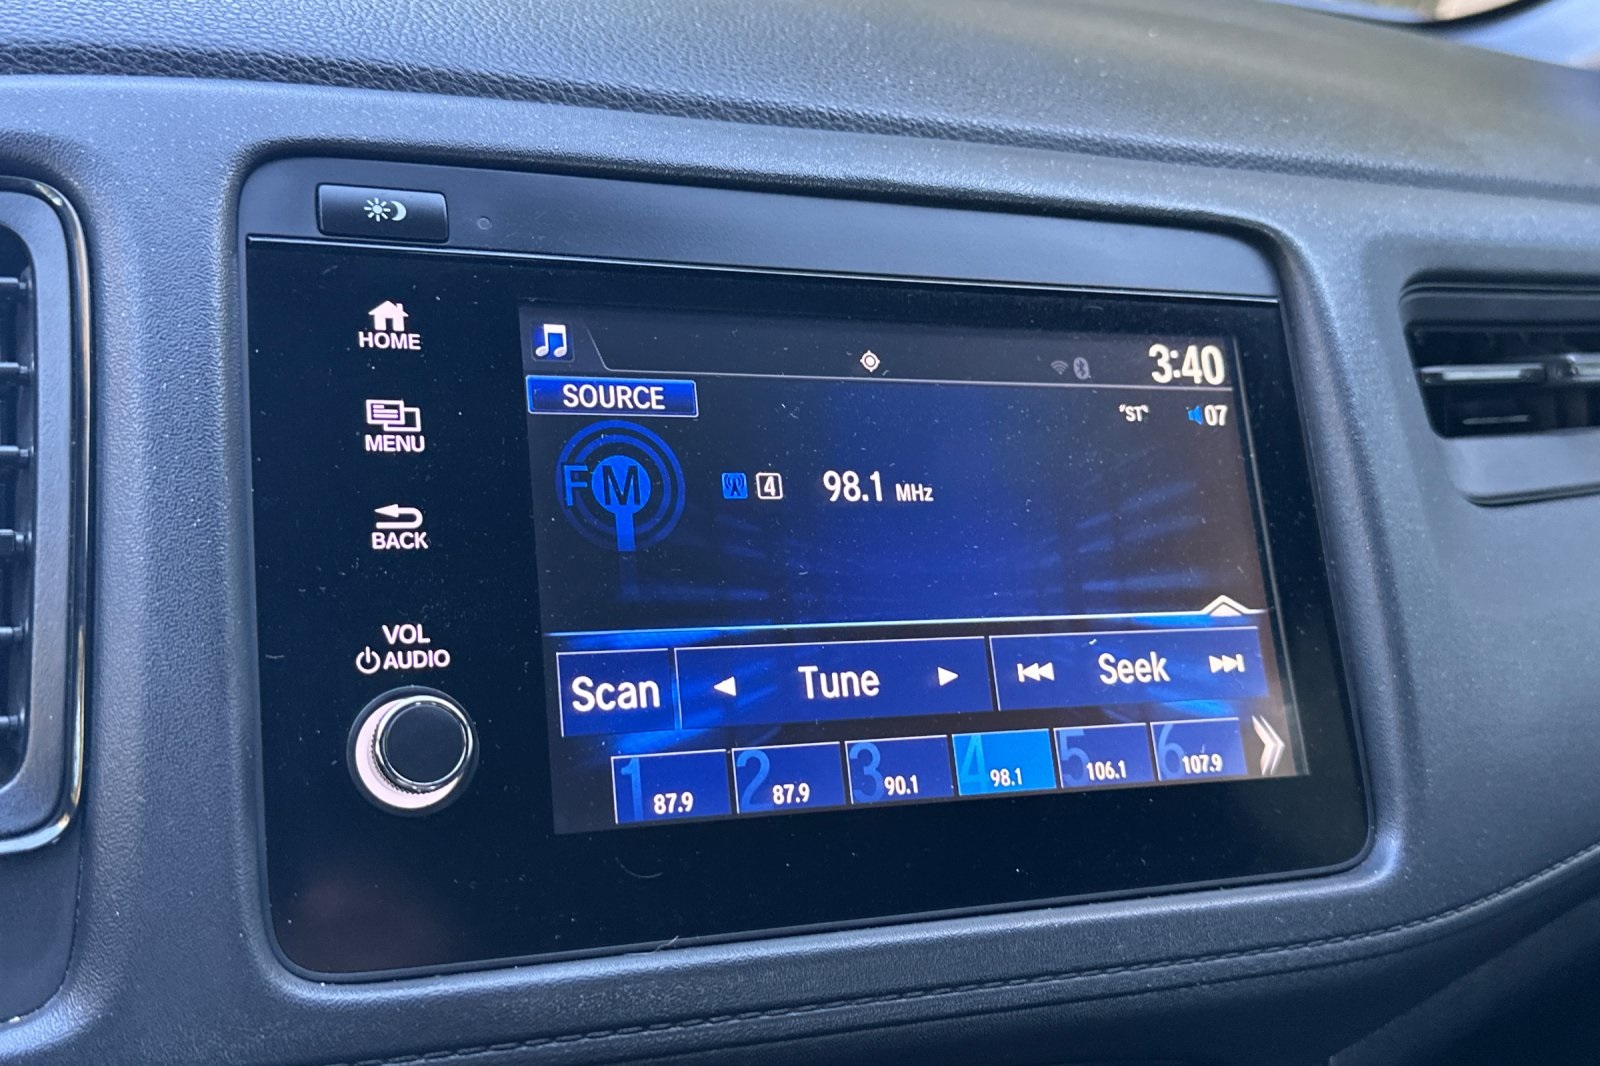 HOME
MENU
BACK
VOL
AUDIO
3:40
SOURCE
"ST" 07
FM
4 98.1 MHz
Scan Tune Seek
1 87.9 2 87.9 3 90.1 4 98.1 5 106.1 6 107.9